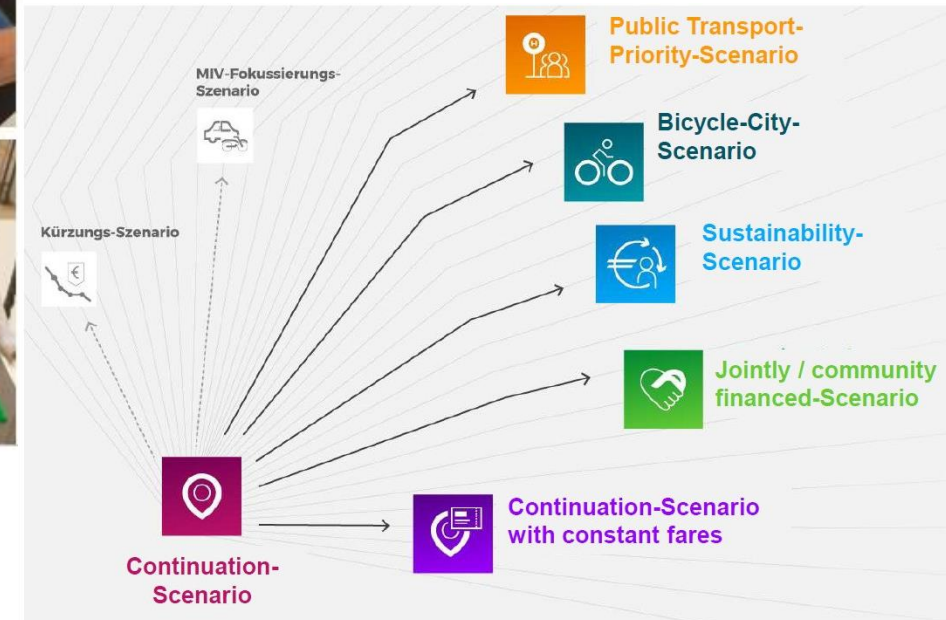 Public Transport-
Priority-Scenario
MIV-Fokussierungs-
Szenario
Bicycle-City-
Scenario
Kürzungs-Szenario
€
Sustainability-
Scenario
H
Jointly / community
financed-Scenario
Continuation-Scenario
with constant fares
Continuation-
Scenario